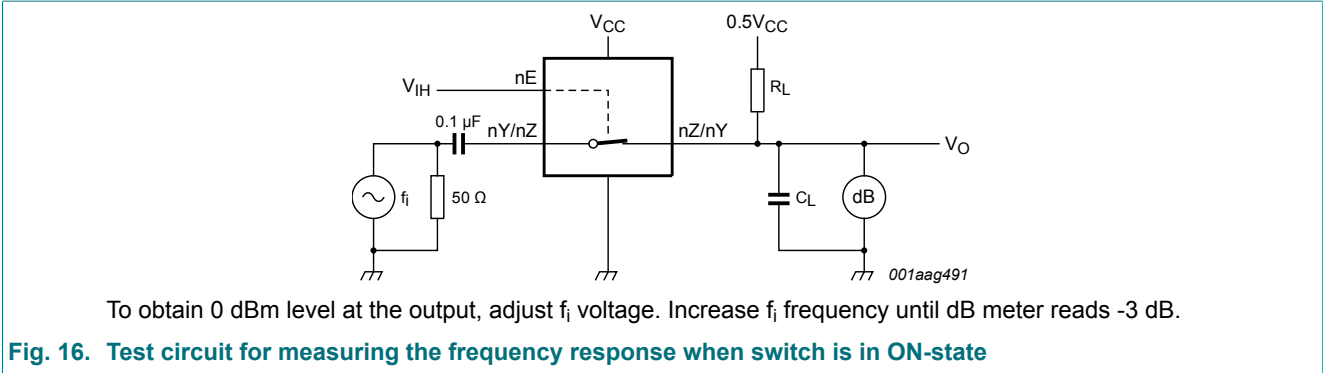 VCC
0.5VCC
VIH
nE
RL
0.1 µF
nY/nZ
nZ/nY
VO
fi
50 Ω
CL
dB
001aag491
To obtain 0 dBm level at the output, adjust fi voltage. Increase fi frequency until dB meter reads -3 dB.
Fig. 16. Test circuit for measuring the frequency response when switch is in ON-state